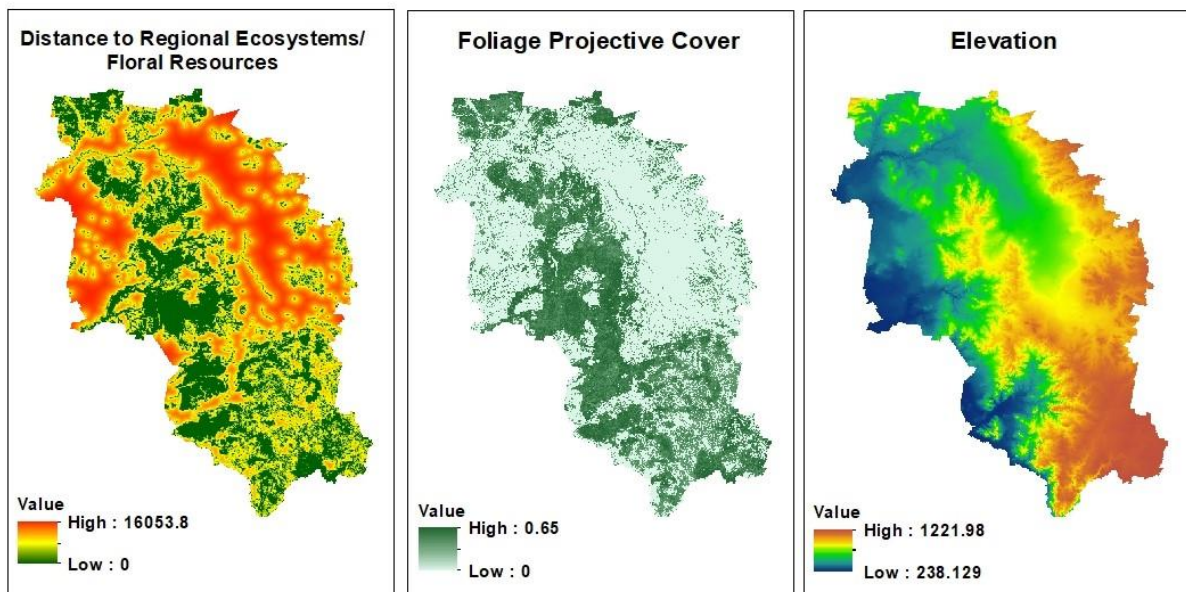 Distance to Regional Ecosystems/
Floral Resources
Value
High : 16053.8
Low : 0
Foliage Projective Cover
Value
High : 0.65
Low : 0
Elevation
Value
High : 1221.98
Low : 238.129